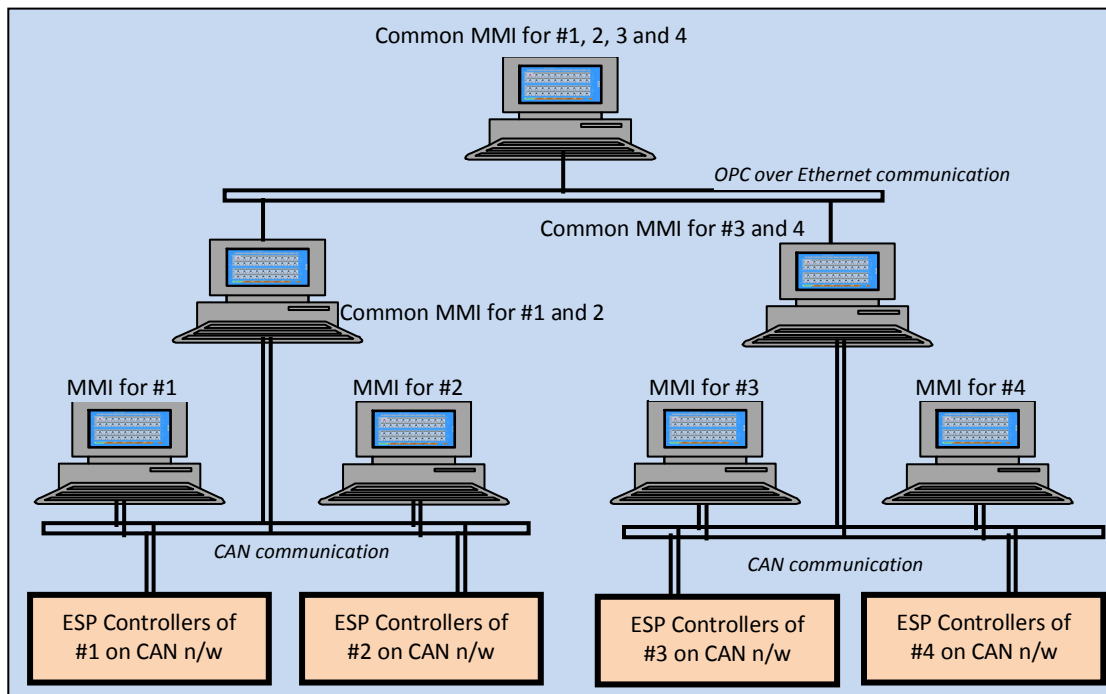 Common MMI for #1, 2, 3 and 4
OPC over Ethernet communication
Common MMI for #3 and 4
Common MMI for #1 and 2
MMI for #1
MMI for #2
MMI for #3
MMI for #4
CAN communication
CAN communication
ESP Controllers of
#1 on CAN n/w
ESP Controllers of
#2 on CAN n/w
ESP Controllers of
#3 on CAN n/w
ESP Controllers of
#4 on CAN n/w